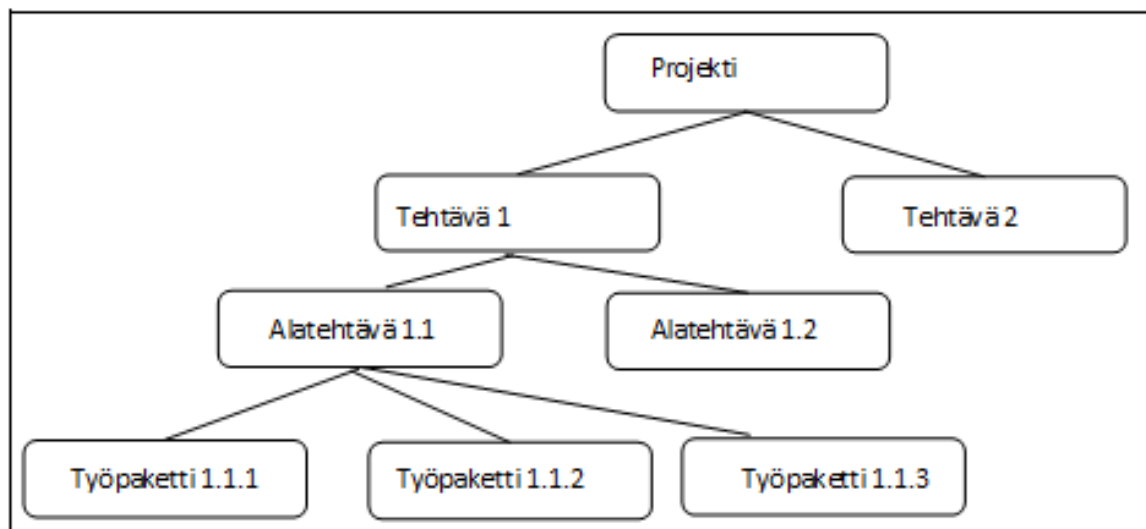 Projekti
Tehtävä 1
Tehtävä 2
Alatehtävä 1.1
Alatehtävä 1.2
Työpaketti 1.1.1
Työpaketti 1.1.2
Työpaketti 1.1.3